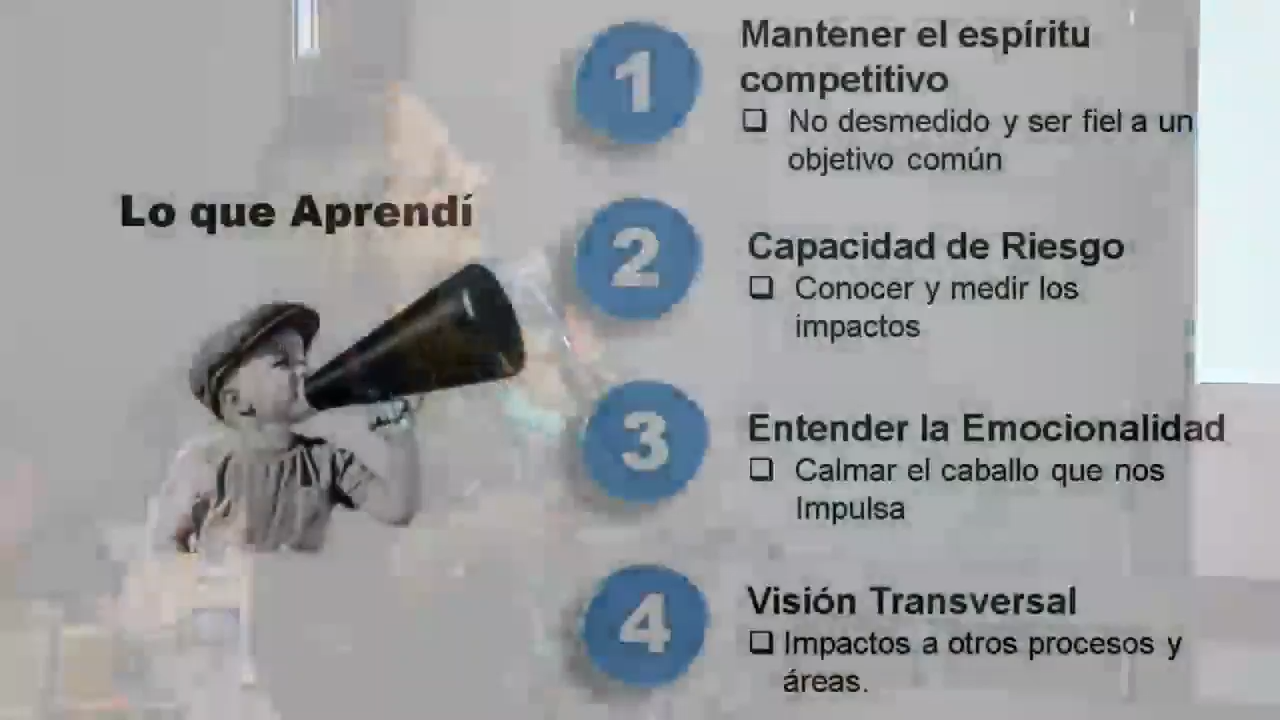 Lo que Aprendí
1
Mantener el espíritu
competitivo
❑ No desmedido y ser fiel a un
objetivo común
2
Capacidad de Riesgo
❑ Conocer y medir los
impactos
3
Entender la Emocionalidad
❑ Calmar el caballo que nos
Impulsa
4
Visión Transversal
❑ Impactos a otros procesos y
áreas.